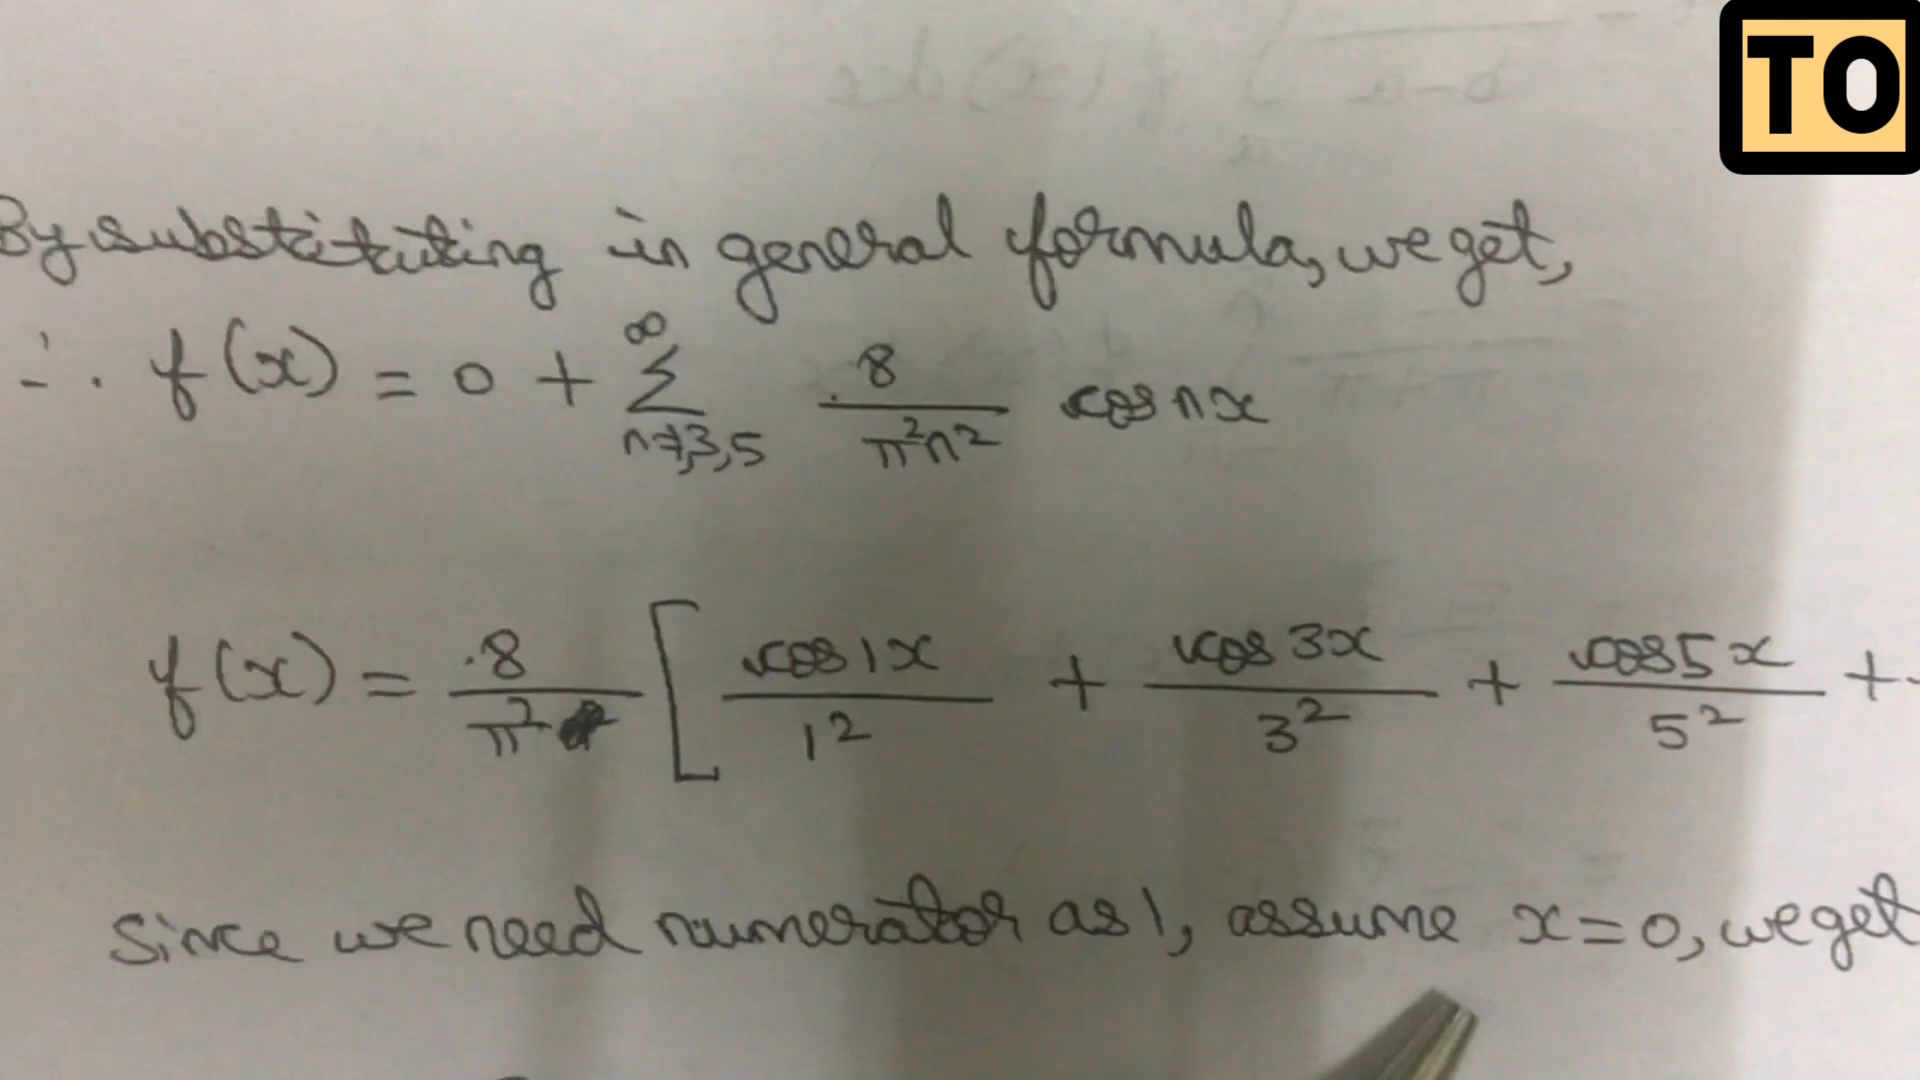 TO
By substituting in general formula, we get,
∴ f(x) = 0 + ∑_{n=1,3,5}^{∞} 8/(π²n²) cos nx
f(x) = 8/π² [ cos 1x/1² + cos 3x/3² + cos 5x/5² +
Since we need numerator as 1, assume x=0, we get